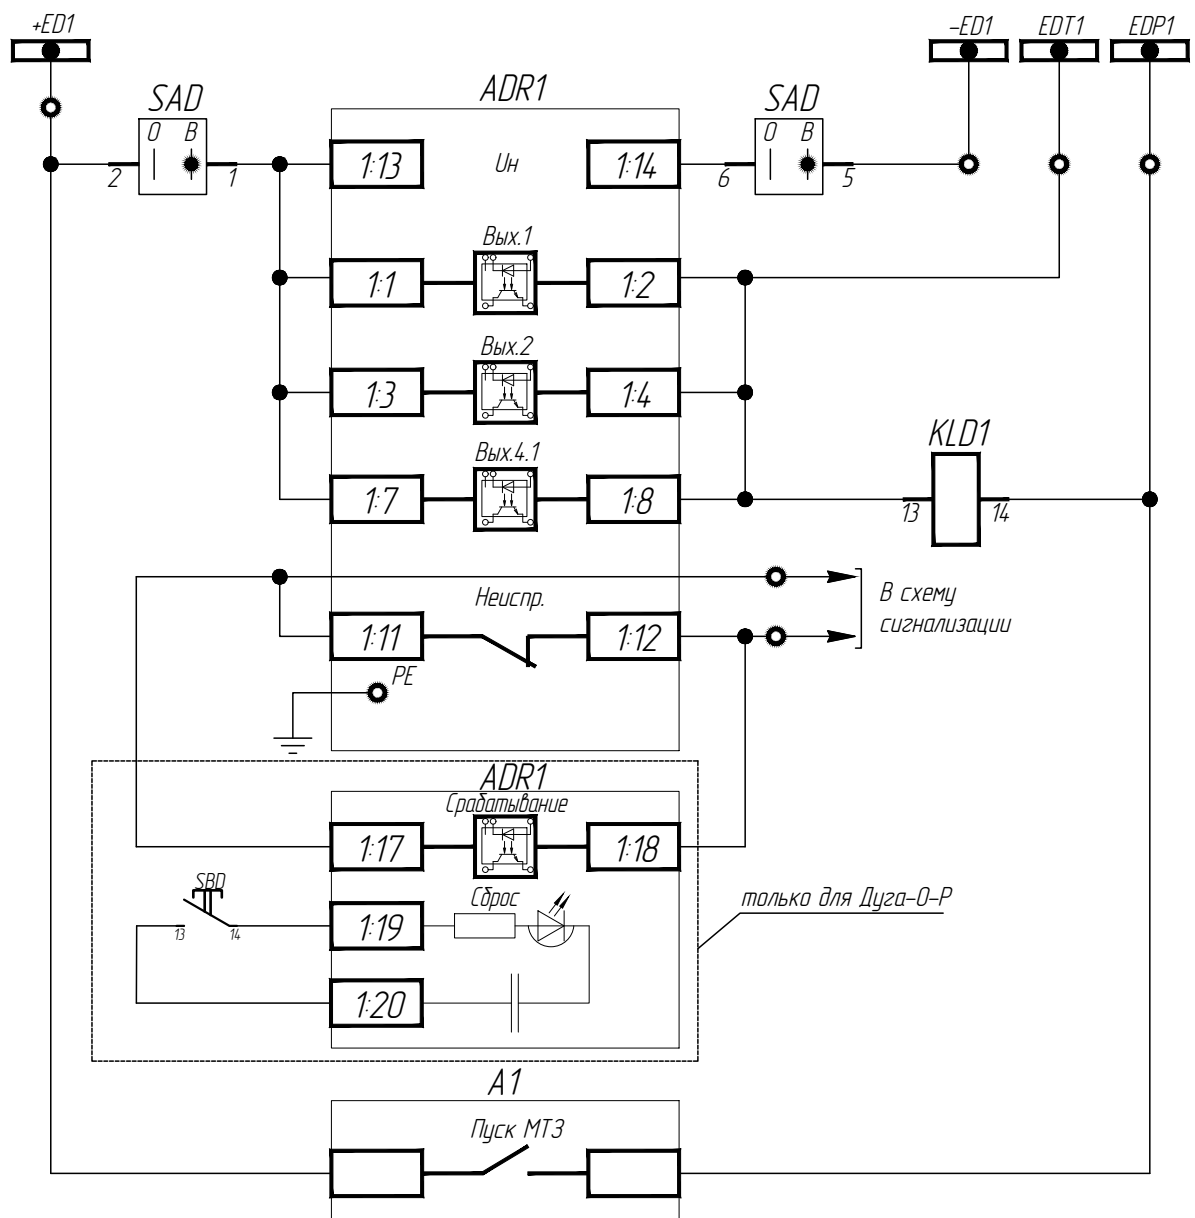 +ED1
-ED1
EDT1
EDP1
SAD
ADR1
SAD
О В
О В
2
1
1:13
Uн
1:14
6
5
Вых.1
1:1
1:2
Вых.2
1:3
1:4
Вых.4.1
KLD1
1:7
1:8
13
14
Неиспр.
В схему
сигнализации
1:11
1:12
PE
ADR1
Срабатывание
1:17
1:18
SBD
Сброс
только для Дуга-О-Р
13
14
1:19
1:20
A1
Пуск МТЗ